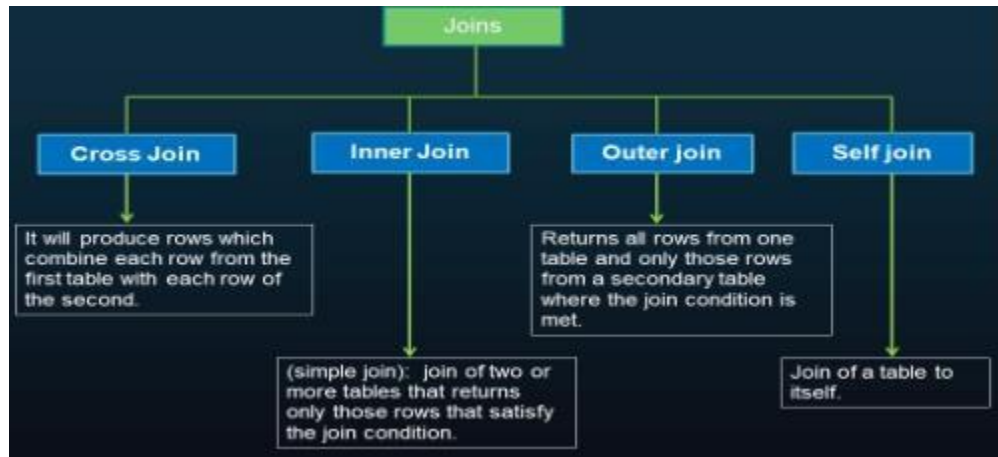 Joins
Cross Join
Inner Join
Outer join
Self join
It will produce rows which
combine each row from the
first table with each row of
the second.
(simple join): join of two or
more tables that returns
only those rows that satisfy
the join condition.
Returns all rows from one
table and only those rows
from a secondary table
where the join condition is
met.
Join of a table to
itself.